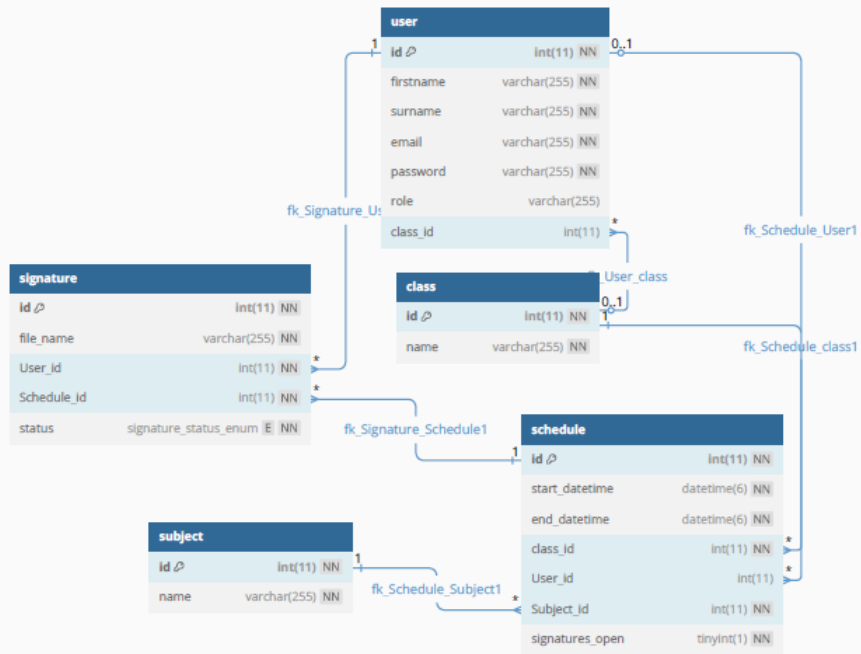 user
1
id int(11) NN
0..1
firstname varchar(255) NN
surname varchar(255) NN
email varchar(255) NN
password varchar(255) NN
role varchar(255)
class_id int(11)
*
fk_Signature_Us
fk_Schedule_User1
_User_class
signature
id int(11) NN
file_name varchar(255) NN
User_id int(11) NN
*
Schedule_id int(11) NN
*
status signature_status_enum E NN
class
id int(11) NN
0..1
1
name varchar(255) NN
fk_Schedule_class1
fk_Signature_Schedule1
schedule
1
id int(11) NN
start_datetime datetime(6) NN
end_datetime datetime(6) NN
class_id int(11) NN
*
User_id int(11)
*
Subject_id int(11) NN
*
signatures_open tinyint(1) NN
subject
id int(11) NN
1
name varchar(255) NN
fk_Schedule_Subject1